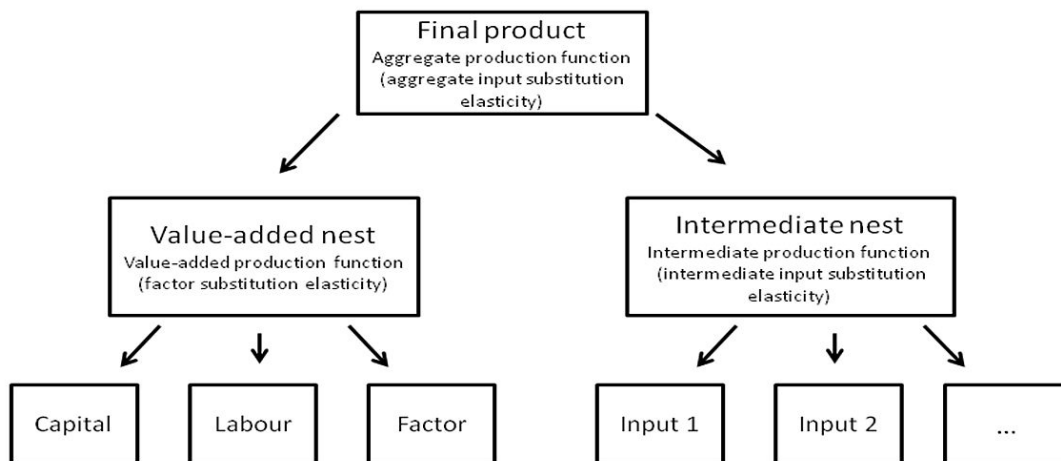 Final product
Aggregate production function
(aggregate input substitution
elasticity)
Value-added nest
Value-added production function
(factor substitution elasticity)
Intermediate nest
Intermediate production function
(intermediate input substitution
elasticity)
Capital
Labour
Factor
Input 1
Input 2
...